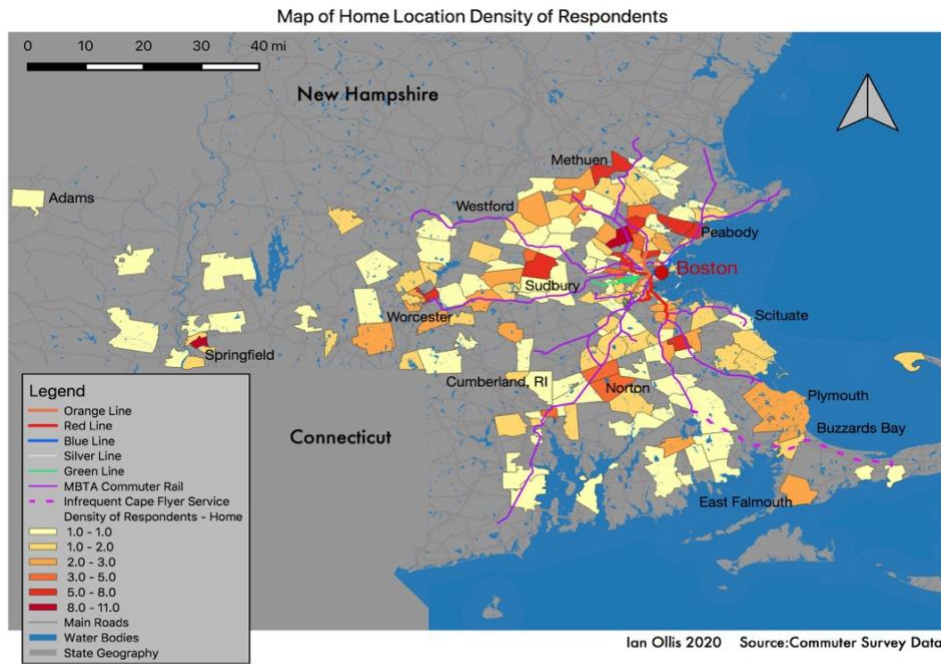 Map of Home Location Density of Respondents
0 10 20 30 40 mi
New Hampshire
Methuen
Adams
Westford
Peabody
Boston
Sudbury
Worcester
Scituate
Springfield
Cumberland, RI
Norton
Plymouth
Buzzards Bay
Connecticut
East Falmouth
Legend
Orange Line
Red Line
Blue Line
Silver Line
Green Line
MBTA Commuter Rail
Infrequent Cape Flyer Service
Density of Respondents - Home
1.0 - 1.0
1.0 - 2.0
2.0 - 3.0
3.0 - 5.0
5.0 - 8.0
8.0 - 11.0
Main Roads
Water Bodies
State Geography
Ian Ollis 2020 Source:Commuter Survey Data